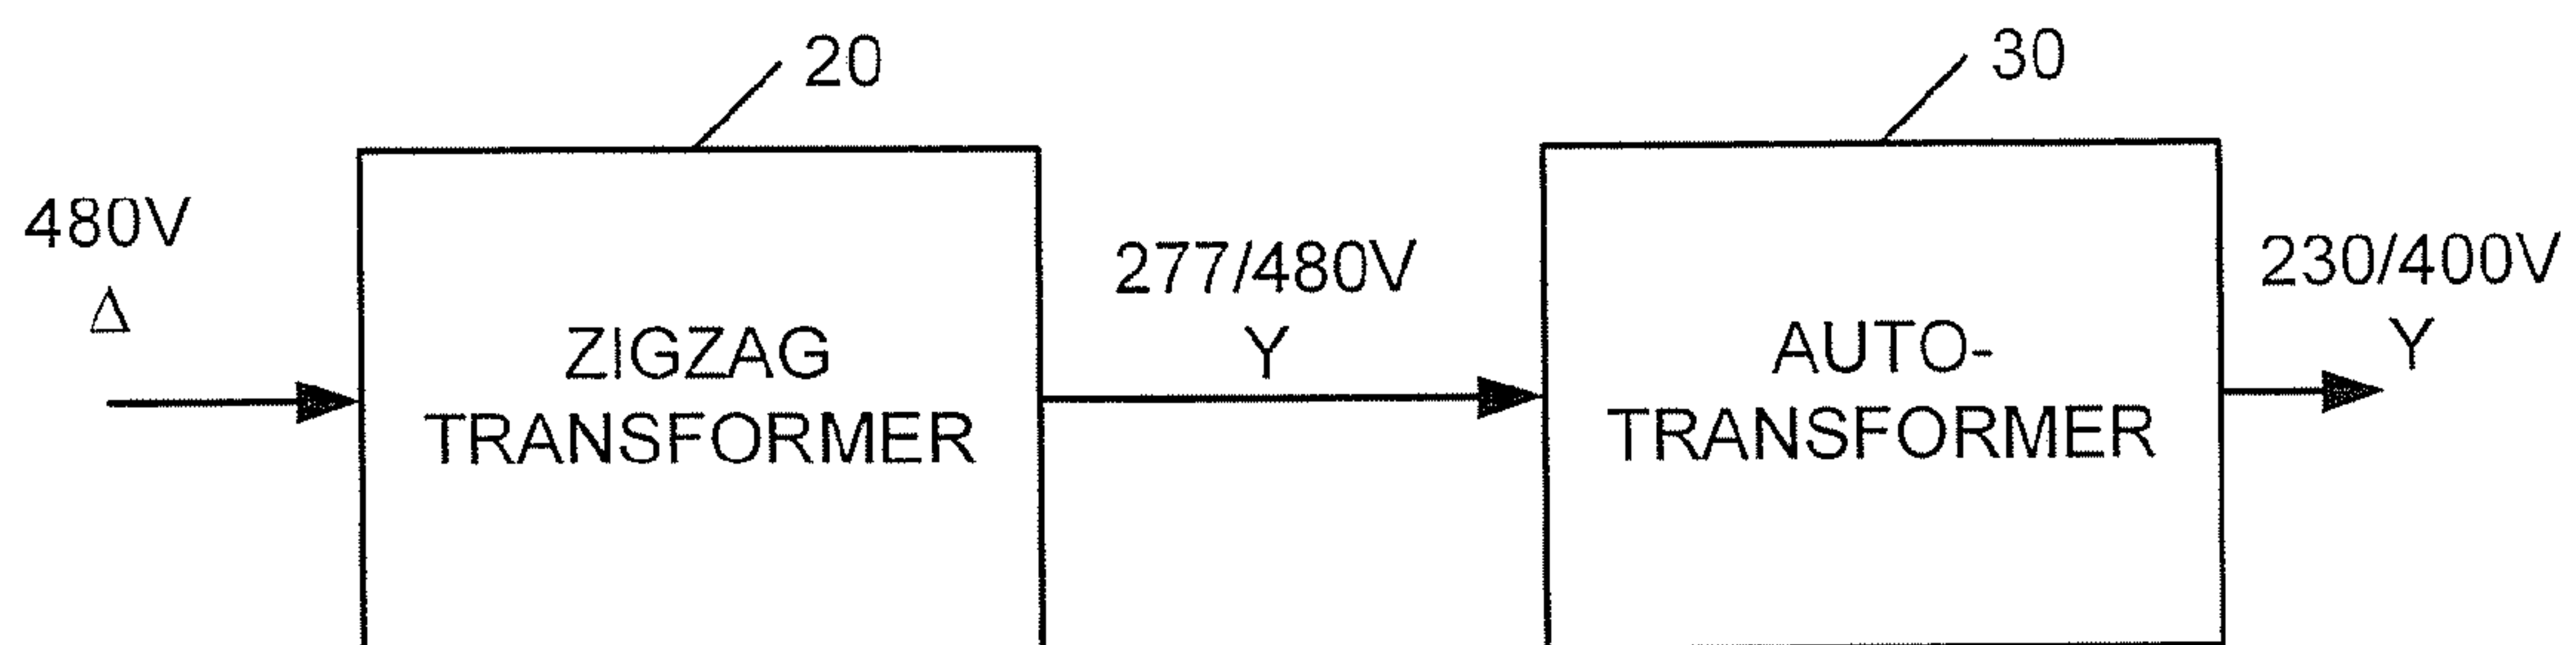 20
30
480V
Δ
277/480V
Y
230/400V
Y
ZIGZAG
TRANSFORMER
AUTO-
TRANSFORMER